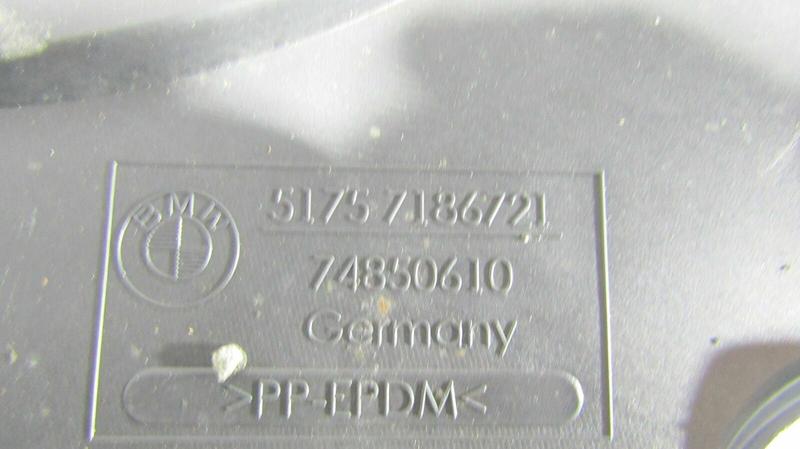 BMW
5175 7186721
74850610
Germany
>PP-EPDM<